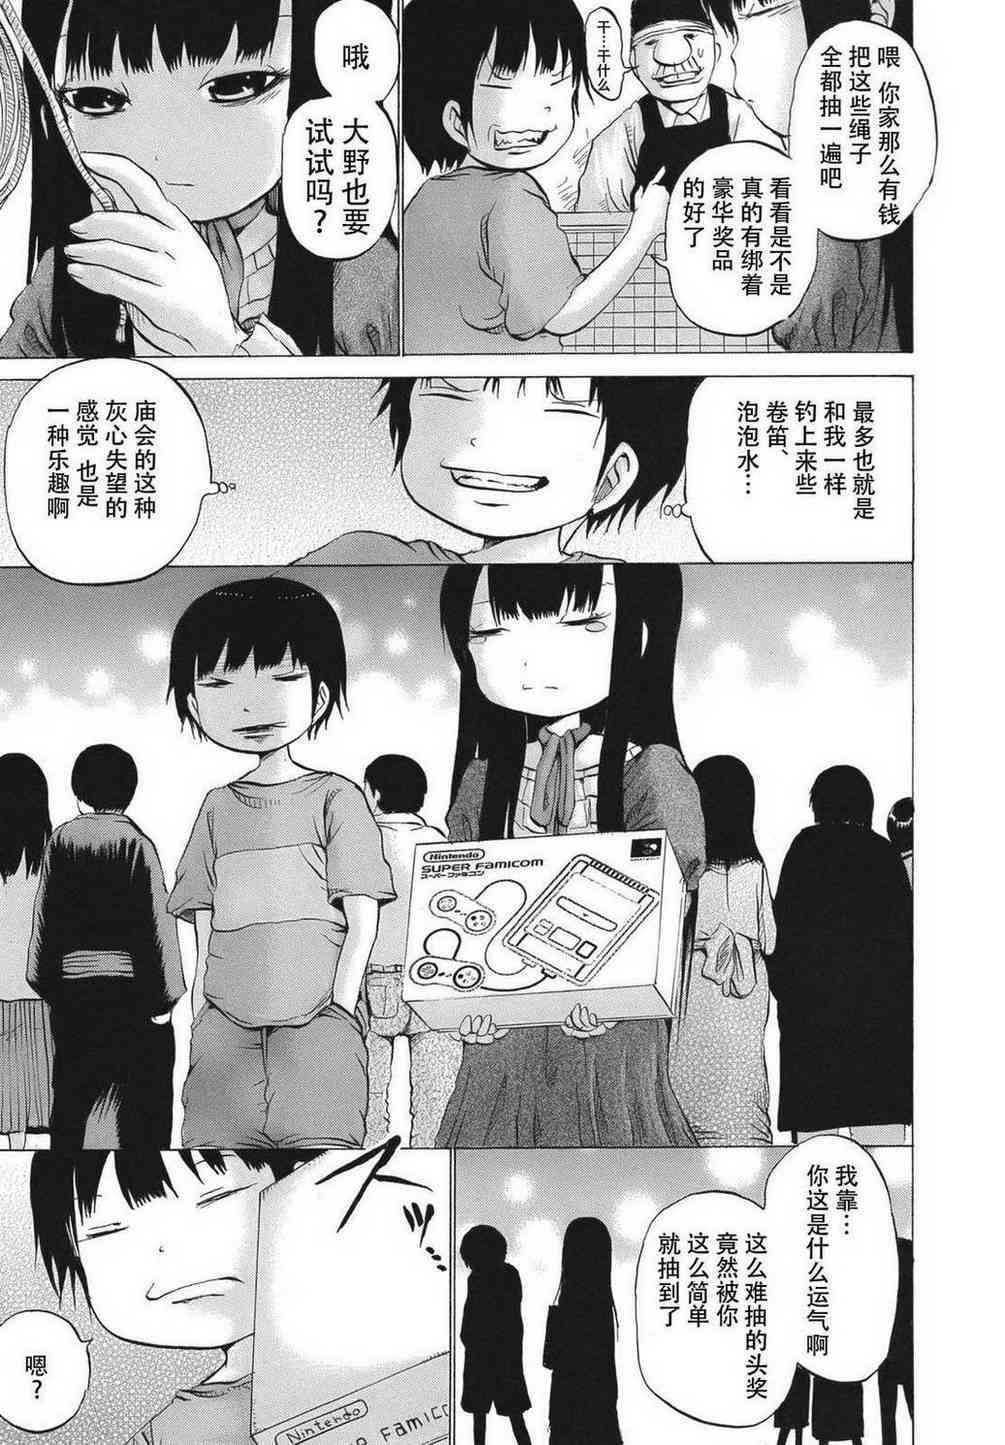 喂 你家那么有钱
把这些绳子
全都抽一遍吧
干…干什么
看看是不是
真的有绑着
豪华奖品
的好了
哦
大野也要
试试吗?
最多也就是
和我一样
钓上来些
卷笛、
泡泡水…
庙会的这种
灰心失望的
感觉 也是
一种乐趣啊
Nintendo
SUPER Famicom
スーパーファミコン
我靠…
你这是什么运气啊
这么难抽的头奖
竟然被你
这么简单
就抽到了
スッ
嗯?
Nintendo
Famicom